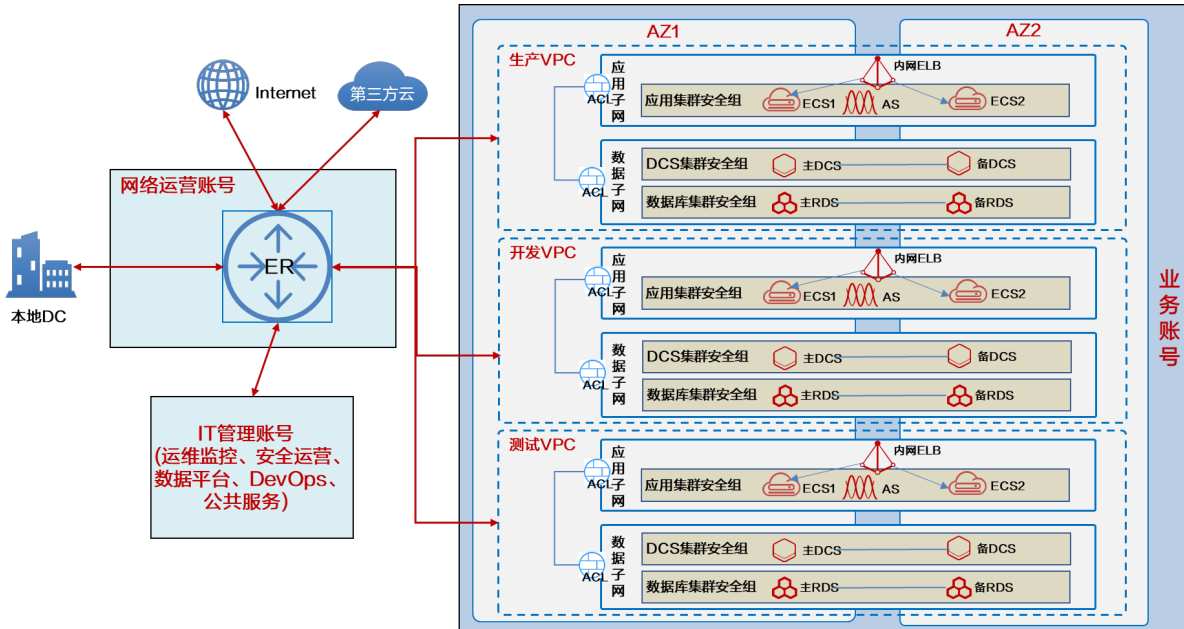 Internet
第三方云
网络运营账号
ER
本地DC
IT管理账号
(运维监控、安全运营、
数据平台、DevOps、
公共服务)
AZ1
AZ2
业务账号
生产VPC
ACL
应用子网
内网ELB
应用集群安全组
ECS1
AS
ECS2
ACL
数据子网
DCS集群安全组
主DCS
备DCS
数据库集群安全组
主RDS
备RDS
开发VPC
ACL
应用子网
内网ELB
应用集群安全组
ECS1
AS
ECS2
ACL
数据子网
DCS集群安全组
主DCS
备DCS
数据库集群安全组
主RDS
备RDS
测试VPC
ACL
应用子网
内网ELB
应用集群安全组
ECS1
AS
ECS2
ACL
数据子网
DCS集群安全组
主DCS
备DCS
数据库集群安全组
主RDS
备RDS